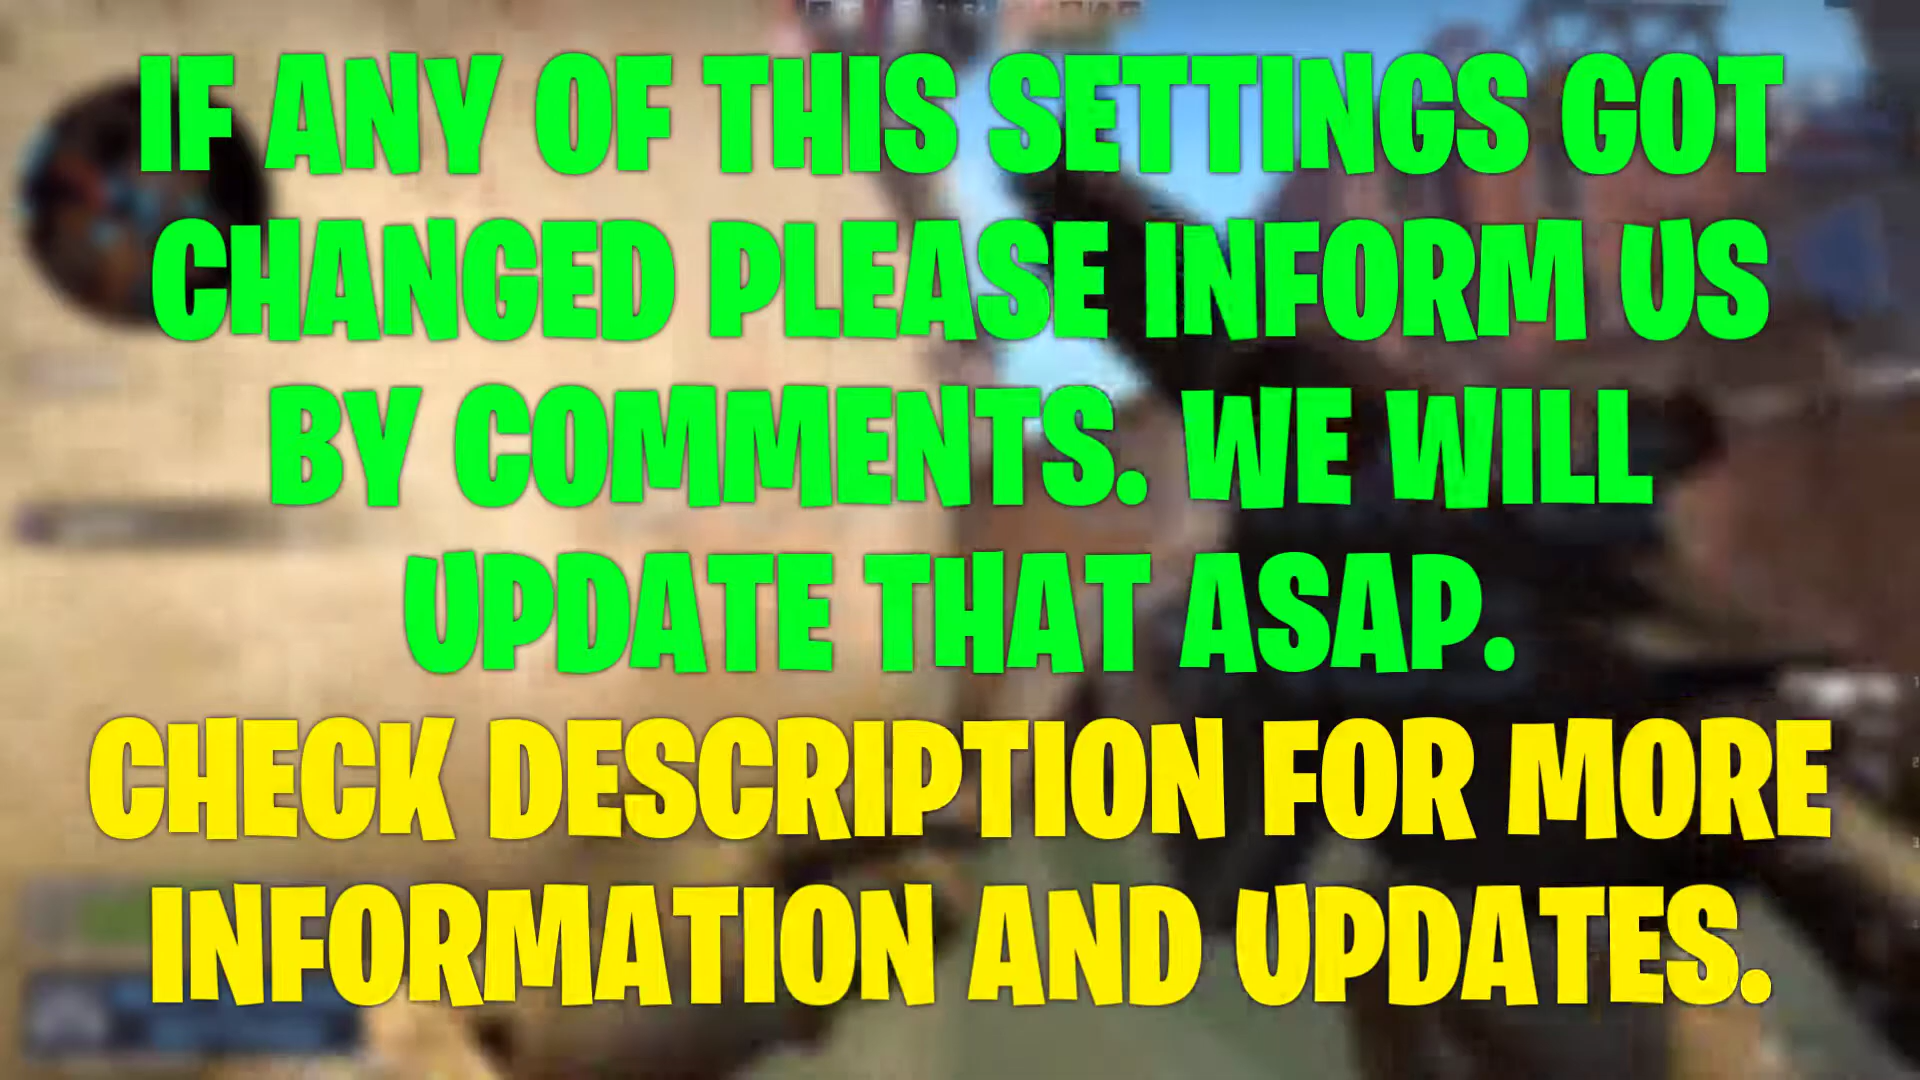 IF ANY OF THIS SETTINGS GOT
CHANGED PLEASE INFORM US
BY COMMENTS. WE WILL
UPDATE THAT ASAP.
CHECK DESCRIPTION FOR MORE
INFORMATION AND UPDATES.